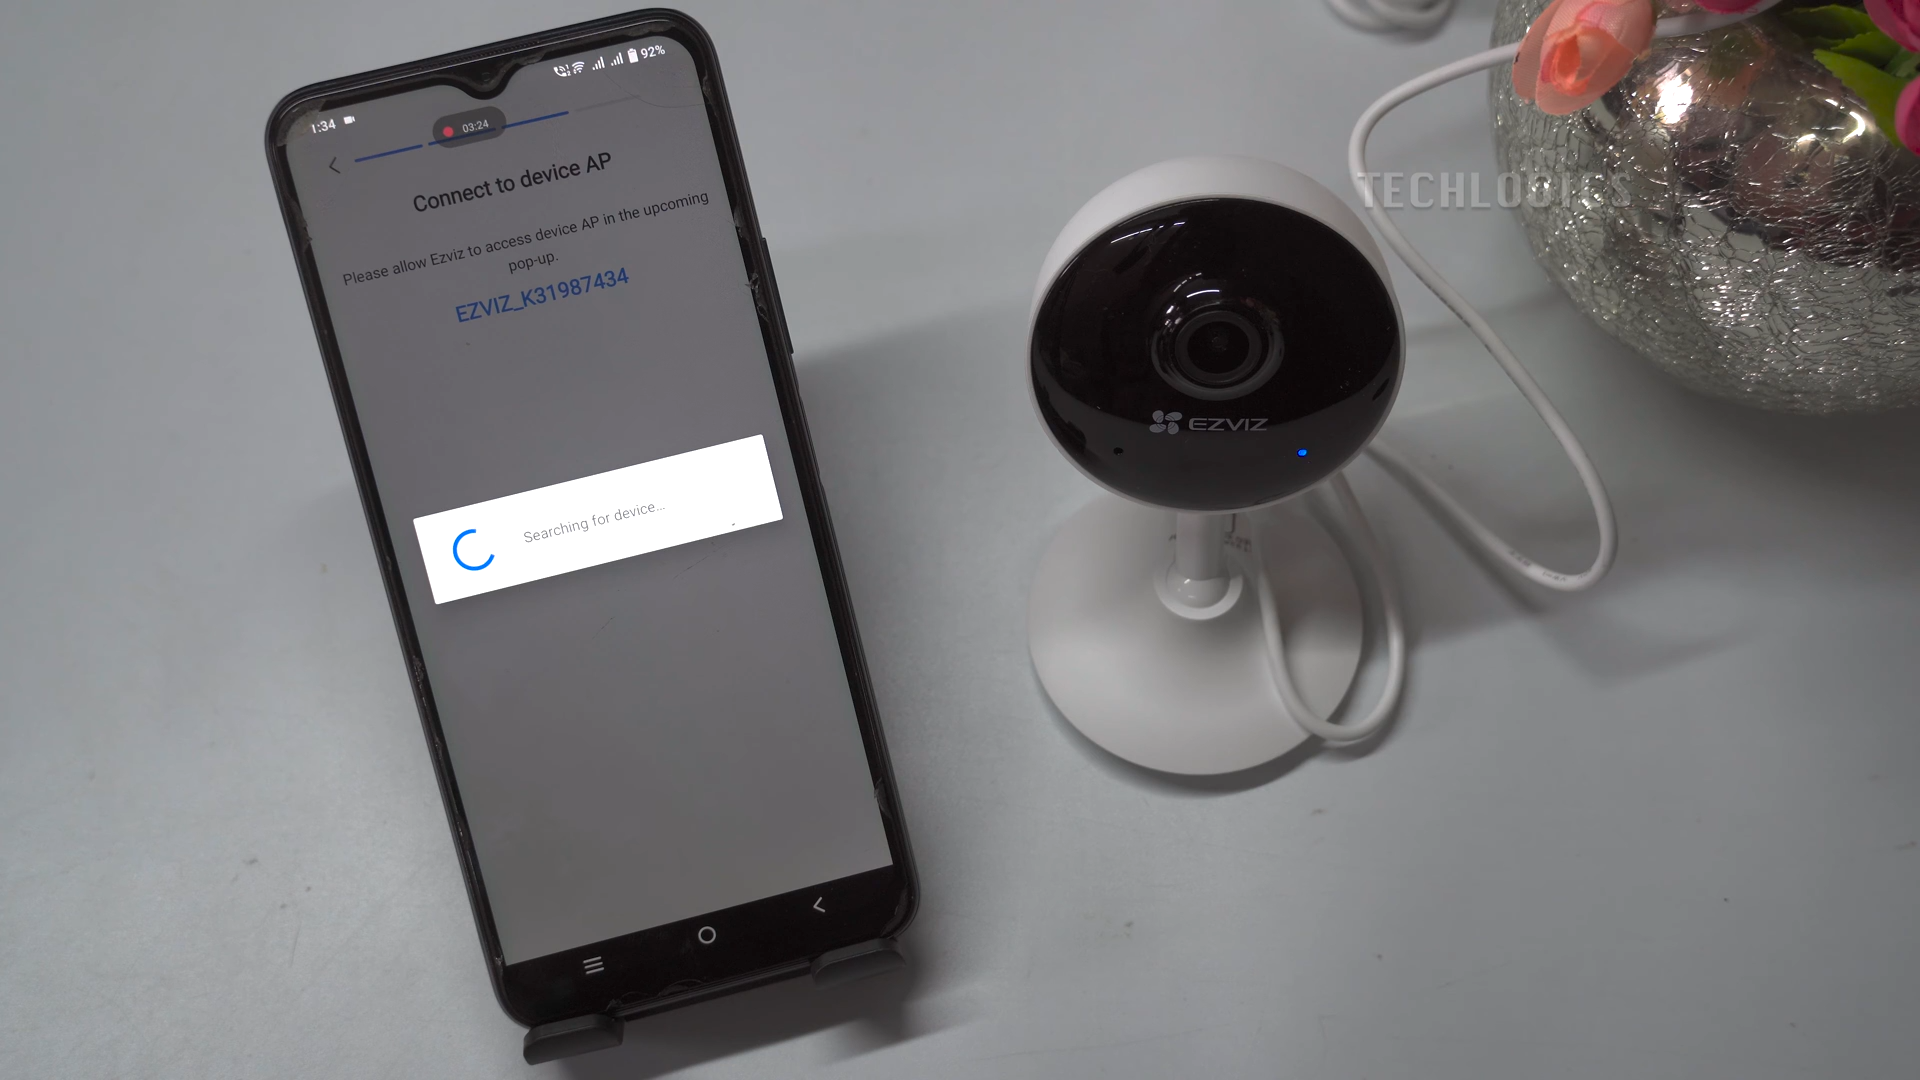 1:34
92%
03:24
Connect to device AP
Please allow Ezviz to access device AP in the upcoming
pop-up.
EZVIZ_K31987434
Searching for device...
TECHLOGICS
EZVIZ